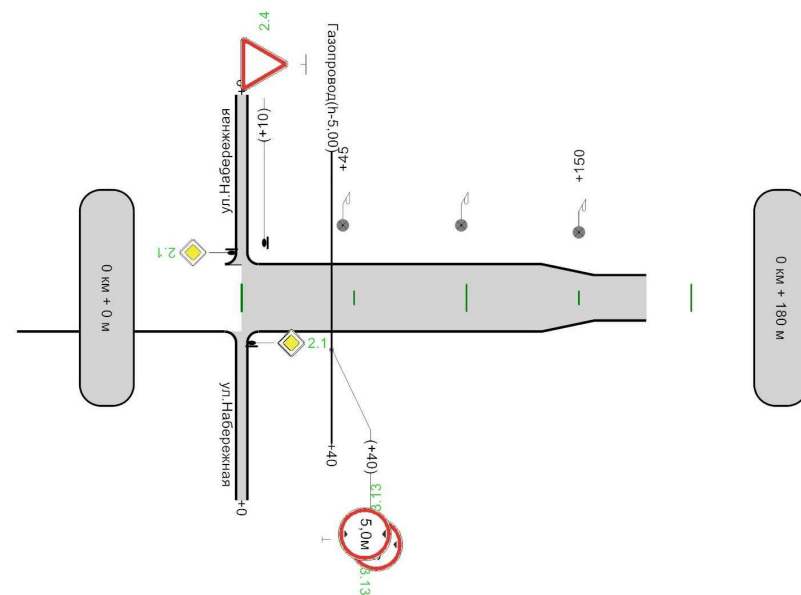 2.4
+0
(+10)
ул.Набережная
Газопровод(h-5,00)
+45
+150
2.1
0 км + 0 м
0 км + 180 м
2.1
ул.Набережная
+0
+40
(+40)
3.13
5,0м
3.13